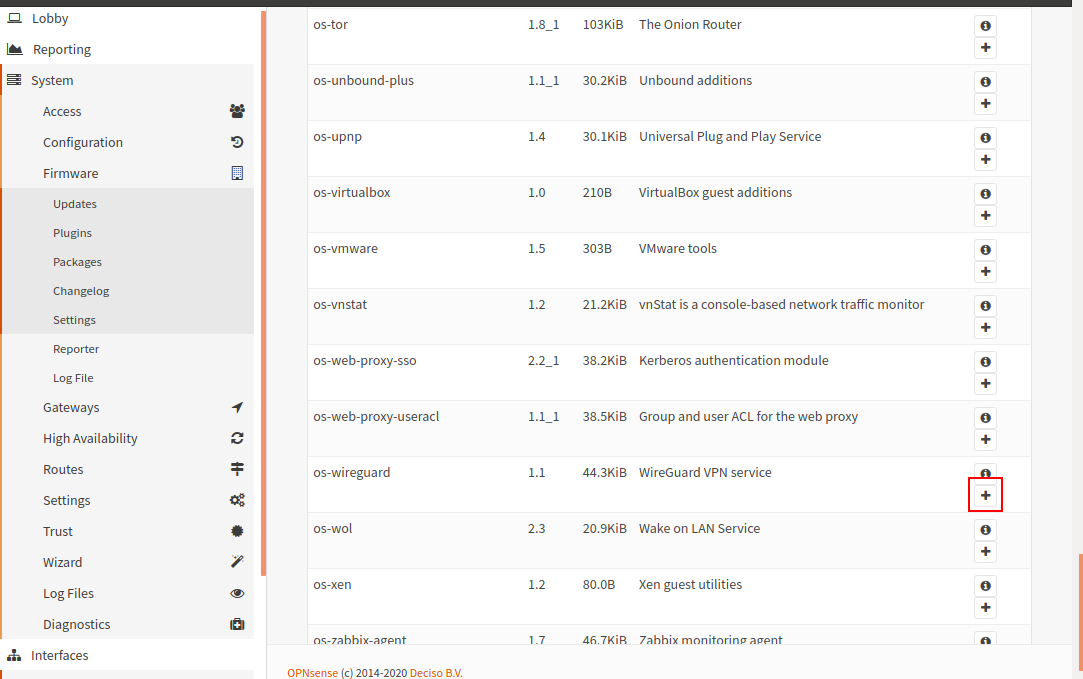 Lobby
Reporting
System
Access
Configuration
Firmware
Updates
Plugins
Packages
Changelog
Settings
Reporter
Log File
Gateways
High Availability
Routes
Settings
Trust
Wizard
Log Files
Diagnostics
Interfaces
os-tor 1.8_1 103KiB The Onion Router
os-unbound-plus 1.1_1 30.2KiB Unbound additions
os-upnp 1.4 30.1KiB Universal Plug and Play Service
os-virtualbox 1.0 210B VirtualBox guest additions
os-vmware 1.5 303B VMware tools
os-vnstat 1.2 21.2KiB vnStat is a console-based network traffic monitor
os-web-proxy-sso 2.2_1 38.2KiB Kerberos authentication module
os-web-proxy-useracl 1.1_1 38.5KiB Group and user ACL for the web proxy
os-wireguard 1.1 44.3KiB WireGuard VPN service
os-wol 2.3 20.9KiB Wake on LAN Service
os-xen 1.2 80.0B Xen guest utilities
os-zabbix-agent 1.7 46.7KiB Zabbix monitoring agent
OPNsense (c) 2014-2020 Deciso B.V.